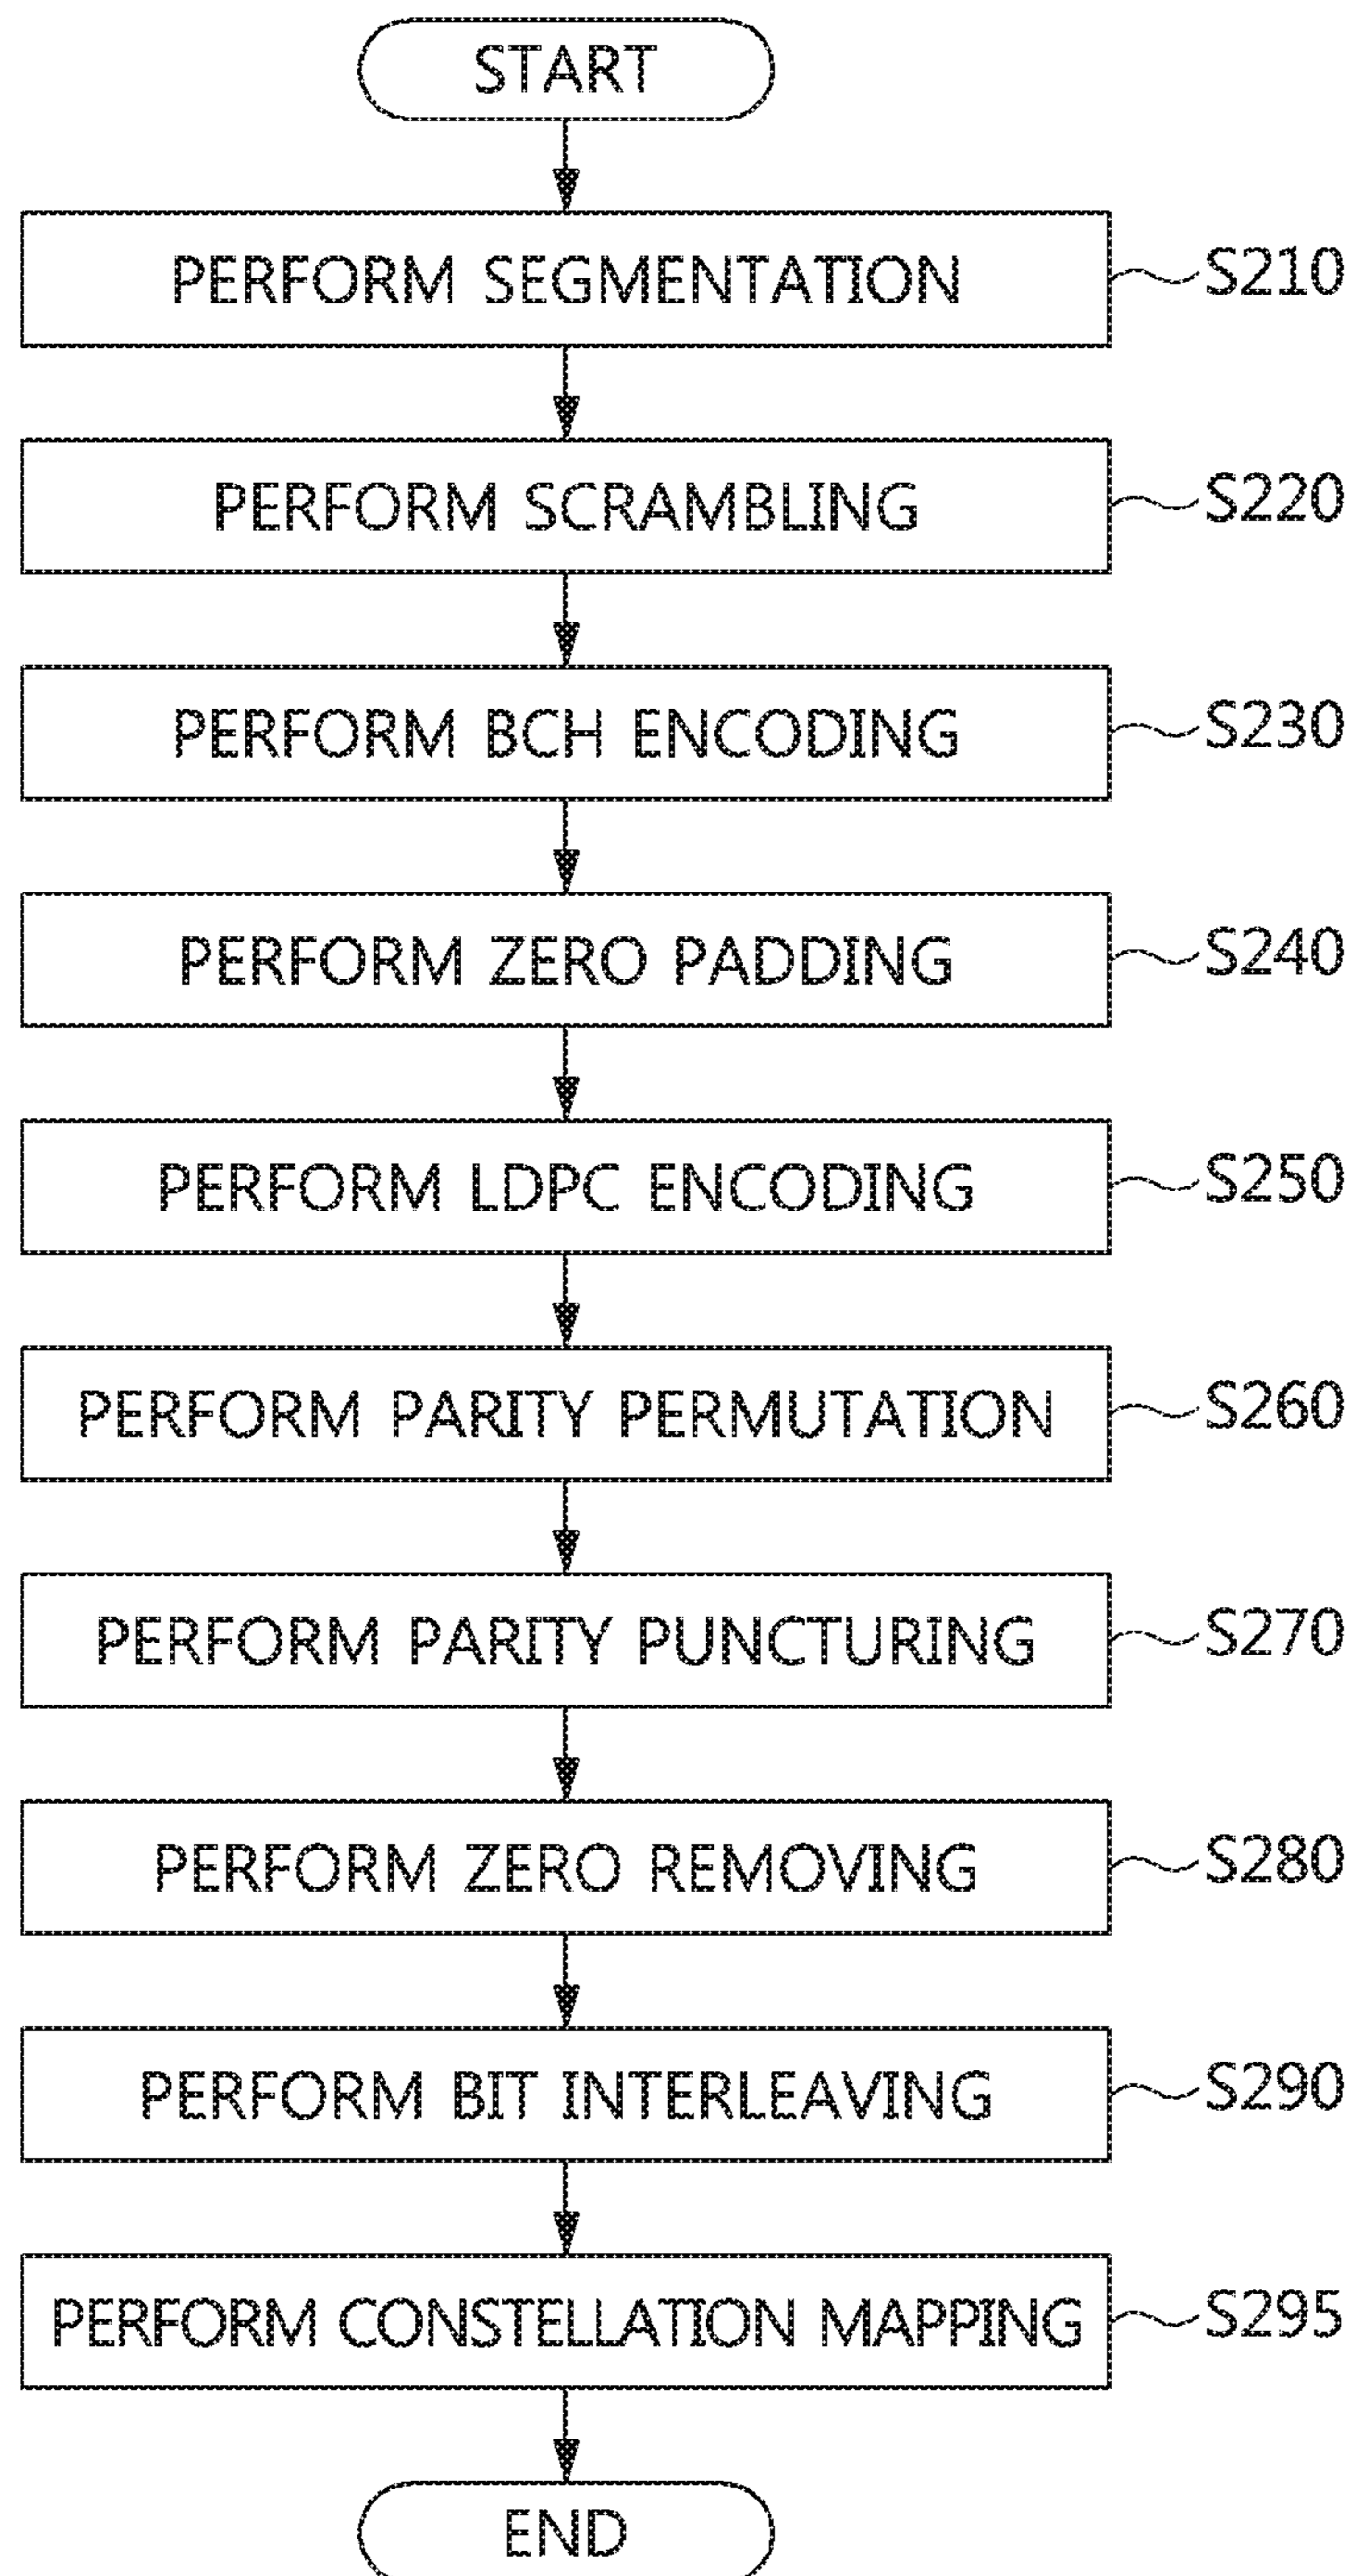 START
PERFORM SEGMENTATION S210
PERFORM SCRAMBLING S220
PERFORM BCH ENCODING S230
PERFORM ZERO PADDING S240
PERFORM LDPC ENCODING S250
PERFORM PARITY PERMUTATION S260
PERFORM PARITY PUNCTURING S270
PERFORM ZERO REMOVING S280
PERFORM BIT INTERLEAVING S290
PERFORM CONSTELLATION MAPPING S295
END